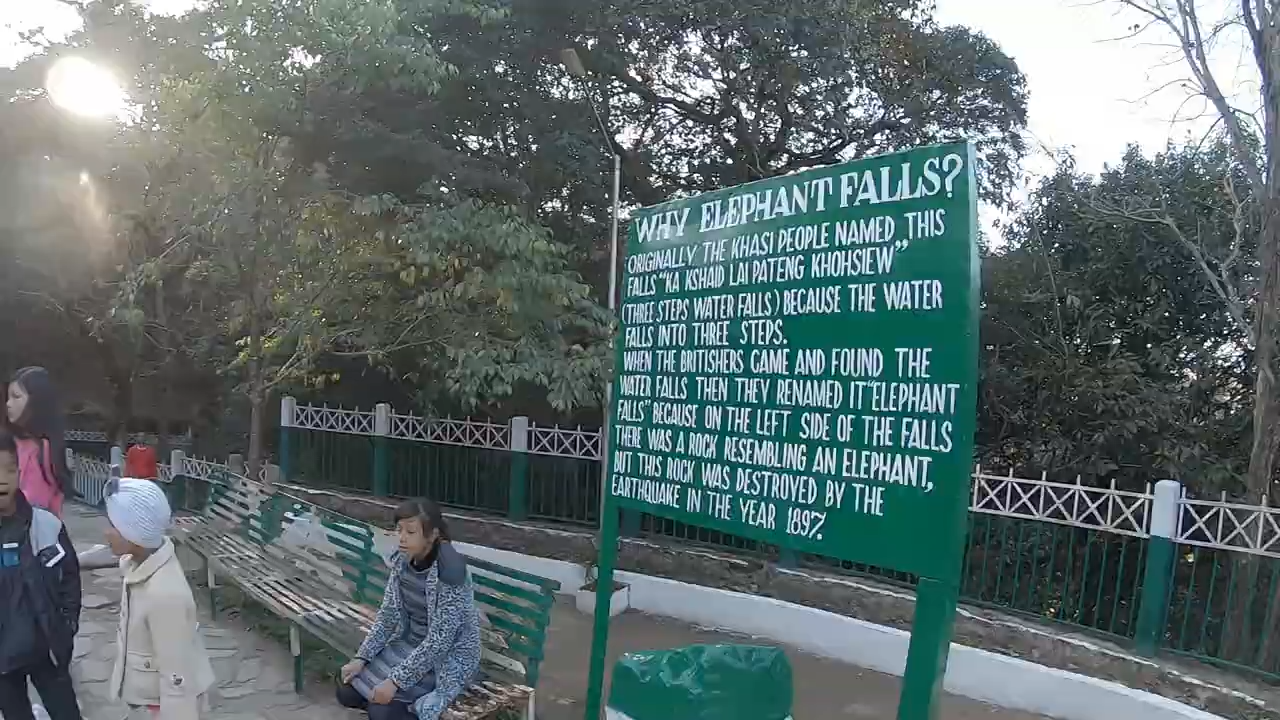 WHY ELEPHANT FALLS?
ORIGINALLY THE KHASI PEOPLE NAMED THIS
FALLS "KA KSHAID LAI PATENG KHOHSIEW"
(THREE STEPS WATER FALLS) BECAUSE THE WATER
FALLS INTO THREE STEPS.
WHEN THE BRITISHERS CAME AND FOUND THE
WATER FALLS THEN THEY RENAMED IT "ELEPHANT
FALLS" BECAUSE ON THE LEFT SIDE OF THE FALLS
THERE WAS A ROCK RESEMBLING AN ELEPHANT,
BUT THIS ROCK WAS DESTROYED BY THE
EARTHQUAKE IN THE YEAR 1897.